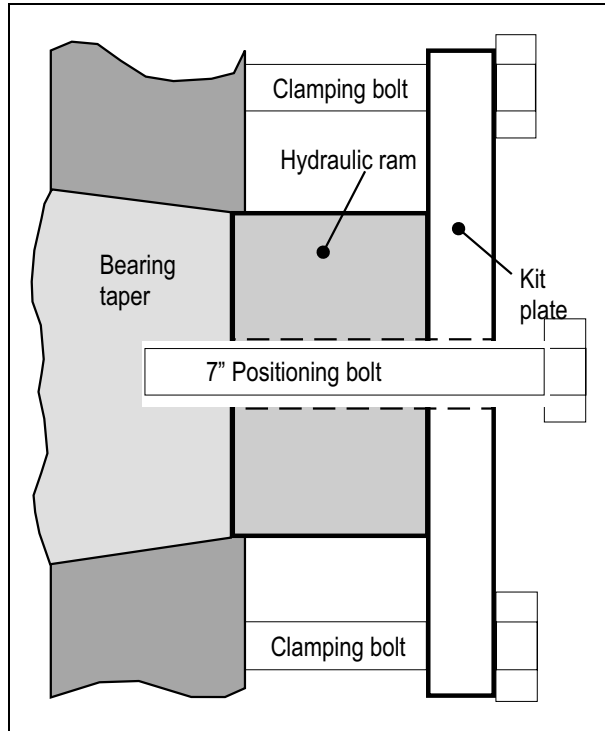 Clamping bolt
Hydraulic ram
Bearing
taper
Kit
plate
7” Positioning bolt
Clamping bolt